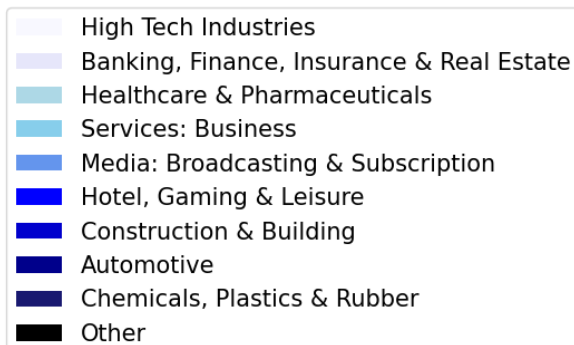 High Tech Industries
Banking, Finance, Insurance & Real Estate
Healthcare & Pharmaceuticals
Services: Business
Media: Broadcasting & Subscription
Hotel, Gaming & Leisure
Construction & Building
Automotive
Chemicals, Plastics & Rubber
Other